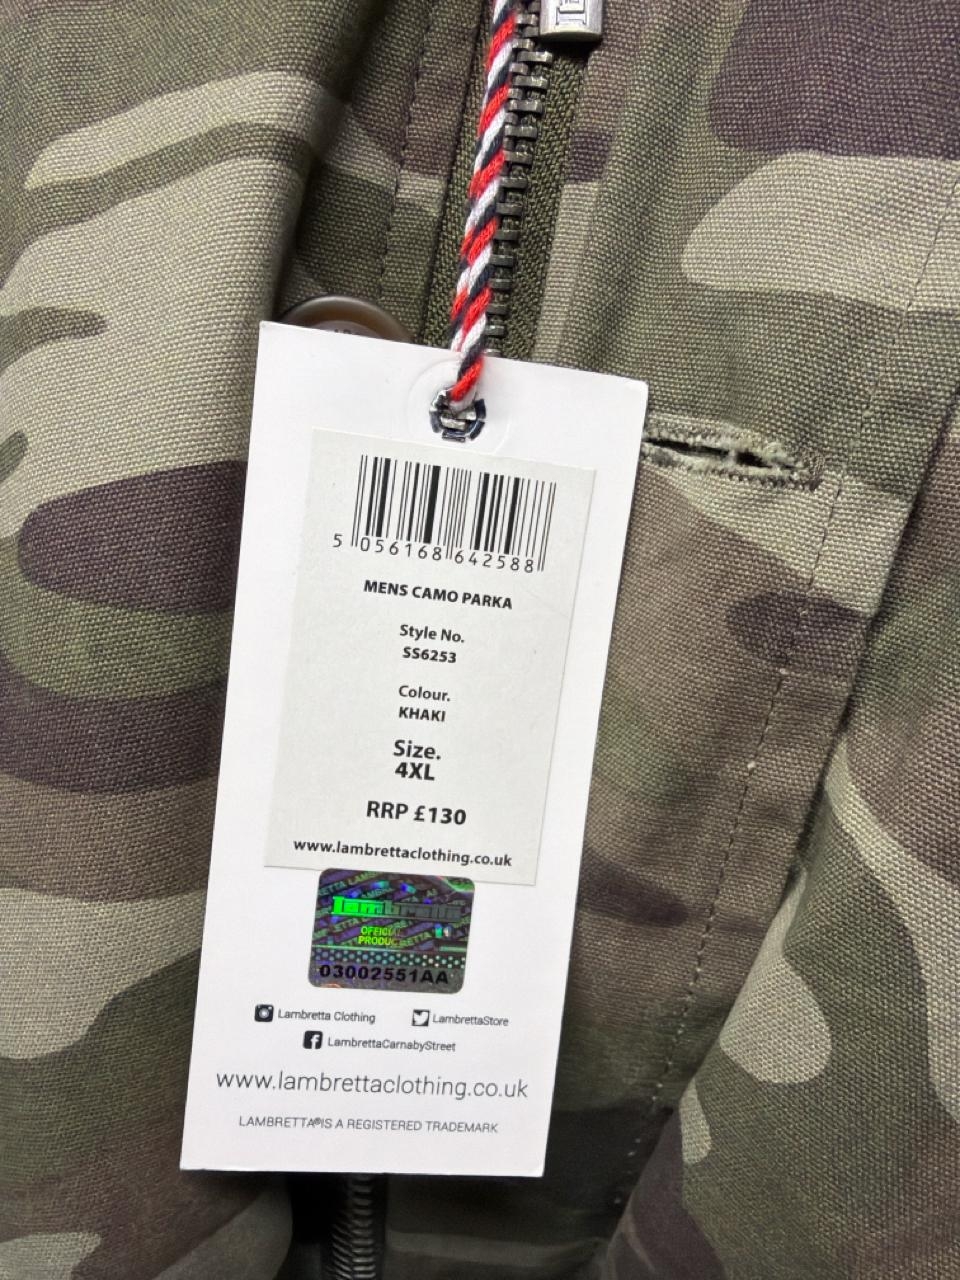 5 056168 642588
MENS CAMO PARKA
Style No.
SS6253
Colour.
KHAKI
Size.
4XL
RRP £130
www.lambrettaclothing.co.uk
lambretta
OFFICIAL
PRODUC
03002551AA
Lambretta Clothing LambrettaStore
LambrettaCarnabyStreet
www.lambrettaclothing.co.uk
LAMBRETTA®IS A REGISTERED TRADEMARK